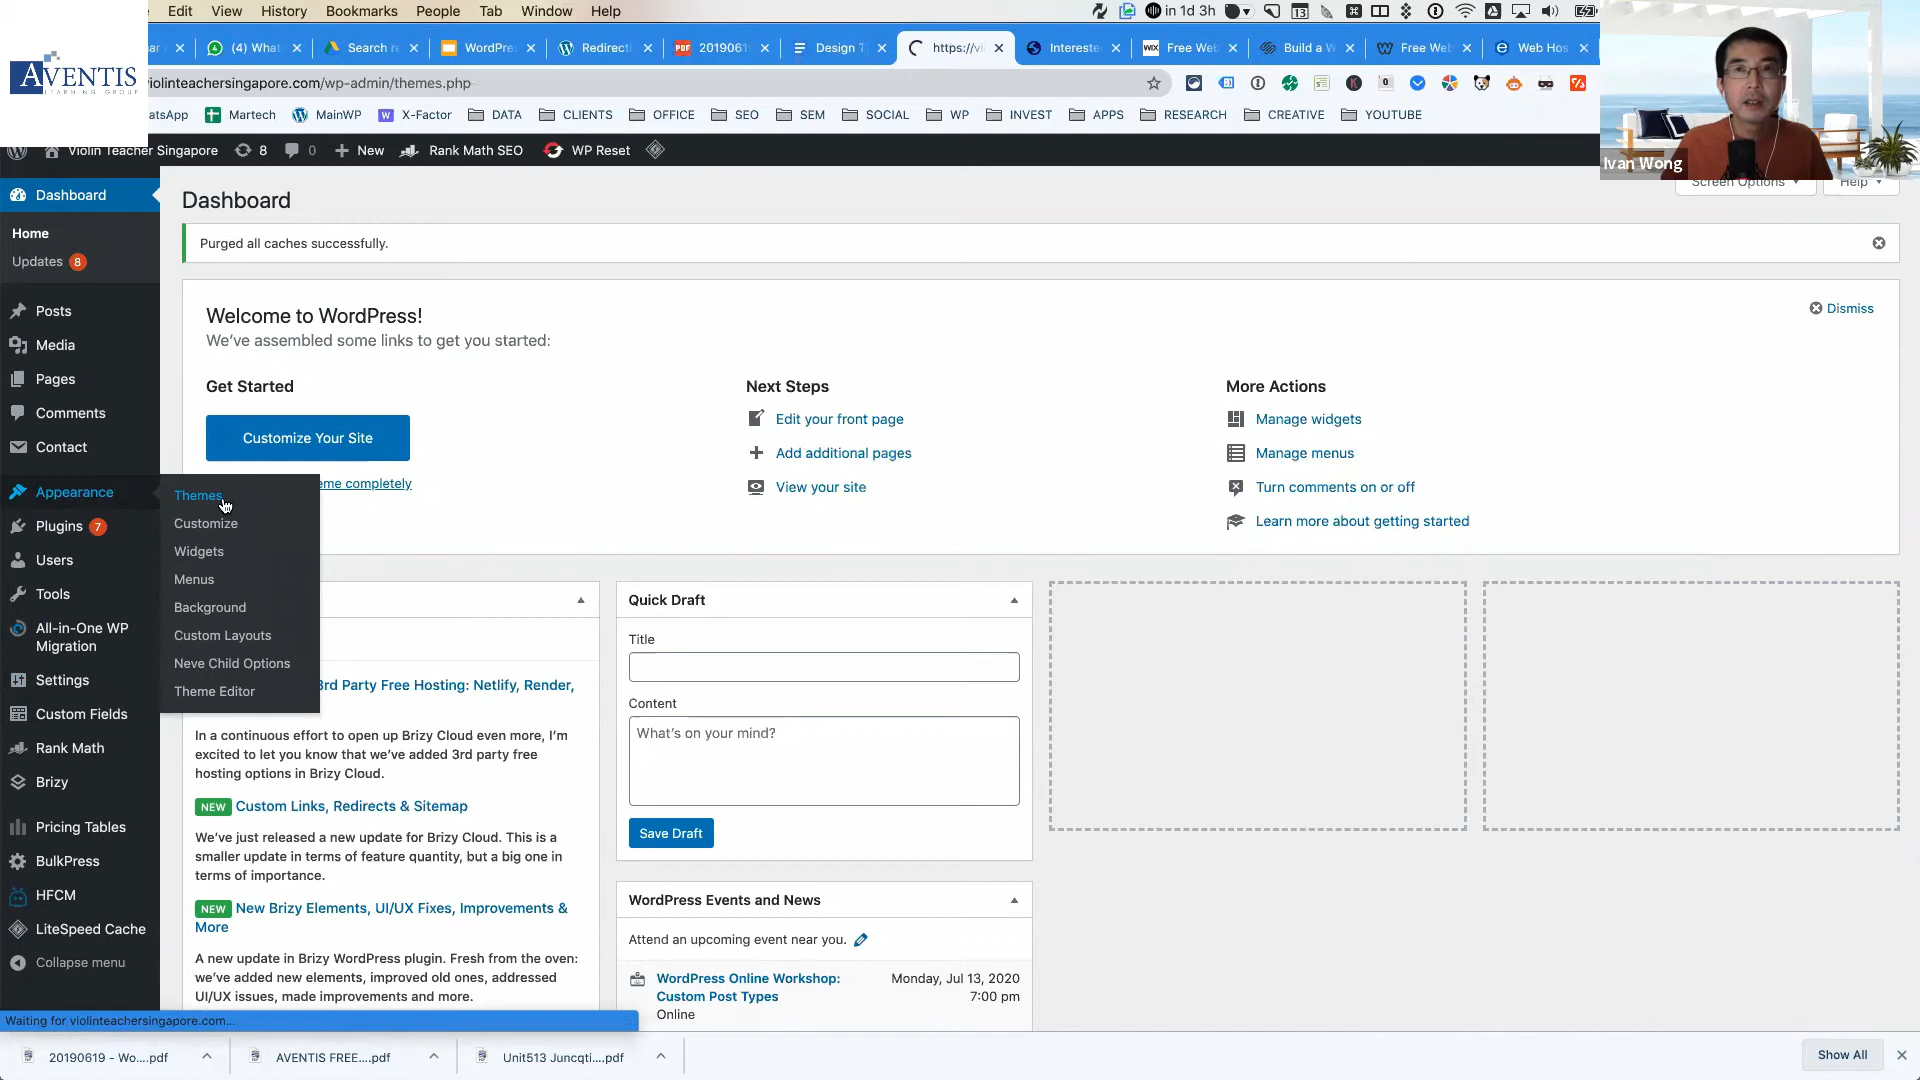 Edit View History Bookmarks People Tab Window Help in 1d 3h 13
(4) What Search r WordPre Redirecti 2019061 Design T https://vi Intereste Free Web Build a W Free Web Web Hos
violinteachersingapore.com/wp-admin/themes.php
AVENTIS
LEARNING GROUP
atsApp Martech MainWP X-Factor DATA CLIENTS OFFICE SEO SEM SOCIAL WP INVEST APPS RESEARCH CREATIVE YOUTUBE
Violin Teacher Singapore 8 0 New Rank Math SEO WP Reset
Ivan Wong
Screen Options Help
Dashboard
Home
Updates 8
Posts
Media
Pages
Comments
Contact
Appearance
Plugins 7
Users
Tools
All-in-One WP
Migration
Settings
Custom Fields
Rank Math
Brizy
Pricing Tables
BulkPress
HFCM
LiteSpeed Cache
Collapse menu
Themes
Customize
Widgets
Menus
Background
Custom Layouts
Neve Child Options
Theme Editor
Dashboard
Purged all caches successfully.
Welcome to WordPress!
Dismiss
We've assembled some links to get you started:
Get Started
Customize Your Site
eme completely
Next Steps
Edit your front page
Add additional pages
View your site
More Actions
Manage widgets
Manage menus
Turn comments on or off
Learn more about getting started
3rd Party Free Hosting: Netlify, Render,
In a continuous effort to open up Brizy Cloud even more, I'm
excited to let you know that we've added 3rd party free
hosting options in Brizy Cloud.
NEW Custom Links, Redirects & Sitemap
We've just released a new update for Brizy Cloud. This is a
smaller update in terms of feature quantity, but a big one in
terms of importance.
NEW New Brizy Elements, UI/UX Fixes, Improvements &
More
A new update in Brizy WordPress plugin. Fresh from the oven:
we've added new elements, improved old ones, addressed
UI/UX issues, made improvements and more.
Quick Draft
Title
Content
What's on your mind?
Save Draft
WordPress Events and News
Attend an upcoming event near you.
WordPress Online Workshop: Monday, Jul 13, 2020
Custom Post Types 7:00 pm
Online
Waiting for violinteachersingapore.com...
20190619 - Wo....pdf AVENTIS FREE....pdf Unit513 Juncqti....pdf Show All